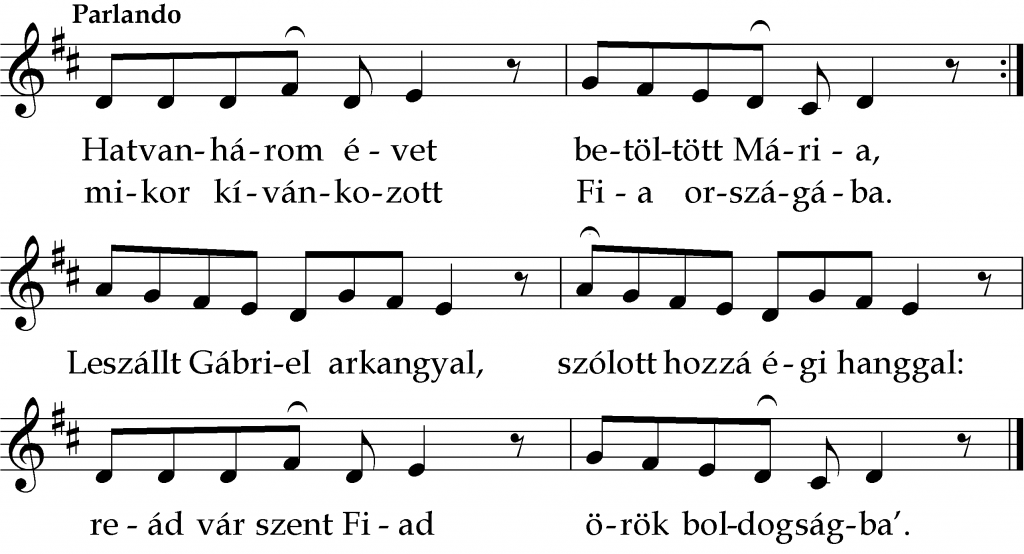 Parlando
Hatvan-há-rom é-vet be-töl-tött Má-ri-a,
mi-kor kí-ván-ko-zott Fi-a or-szá-gá-ba.
Leszállt Gábri-el arkangyal, szólott hozzá é-gi hanggal:
re-ád vár szent Fi-ad ö-rök bol-dogság-ba’.